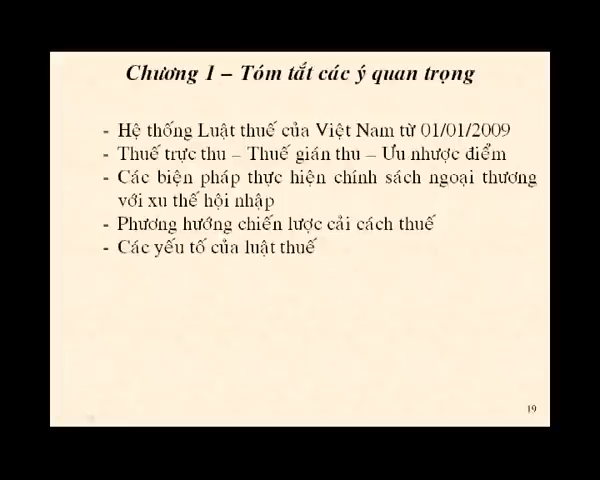 Chương 1 – Tóm tắt các ý quan trọng
- Hệ thống Luật thuế của Việt Nam từ 01/01/2009
- Thuế trực thu – Thuế gián thu – Ưu nhược điểm
- Các biện pháp thực hiện chính sách ngoại thương
với xu thế hội nhập
- Phương hướng chiến lược cải cách thuế
- Các yếu tố của luật thuế
19